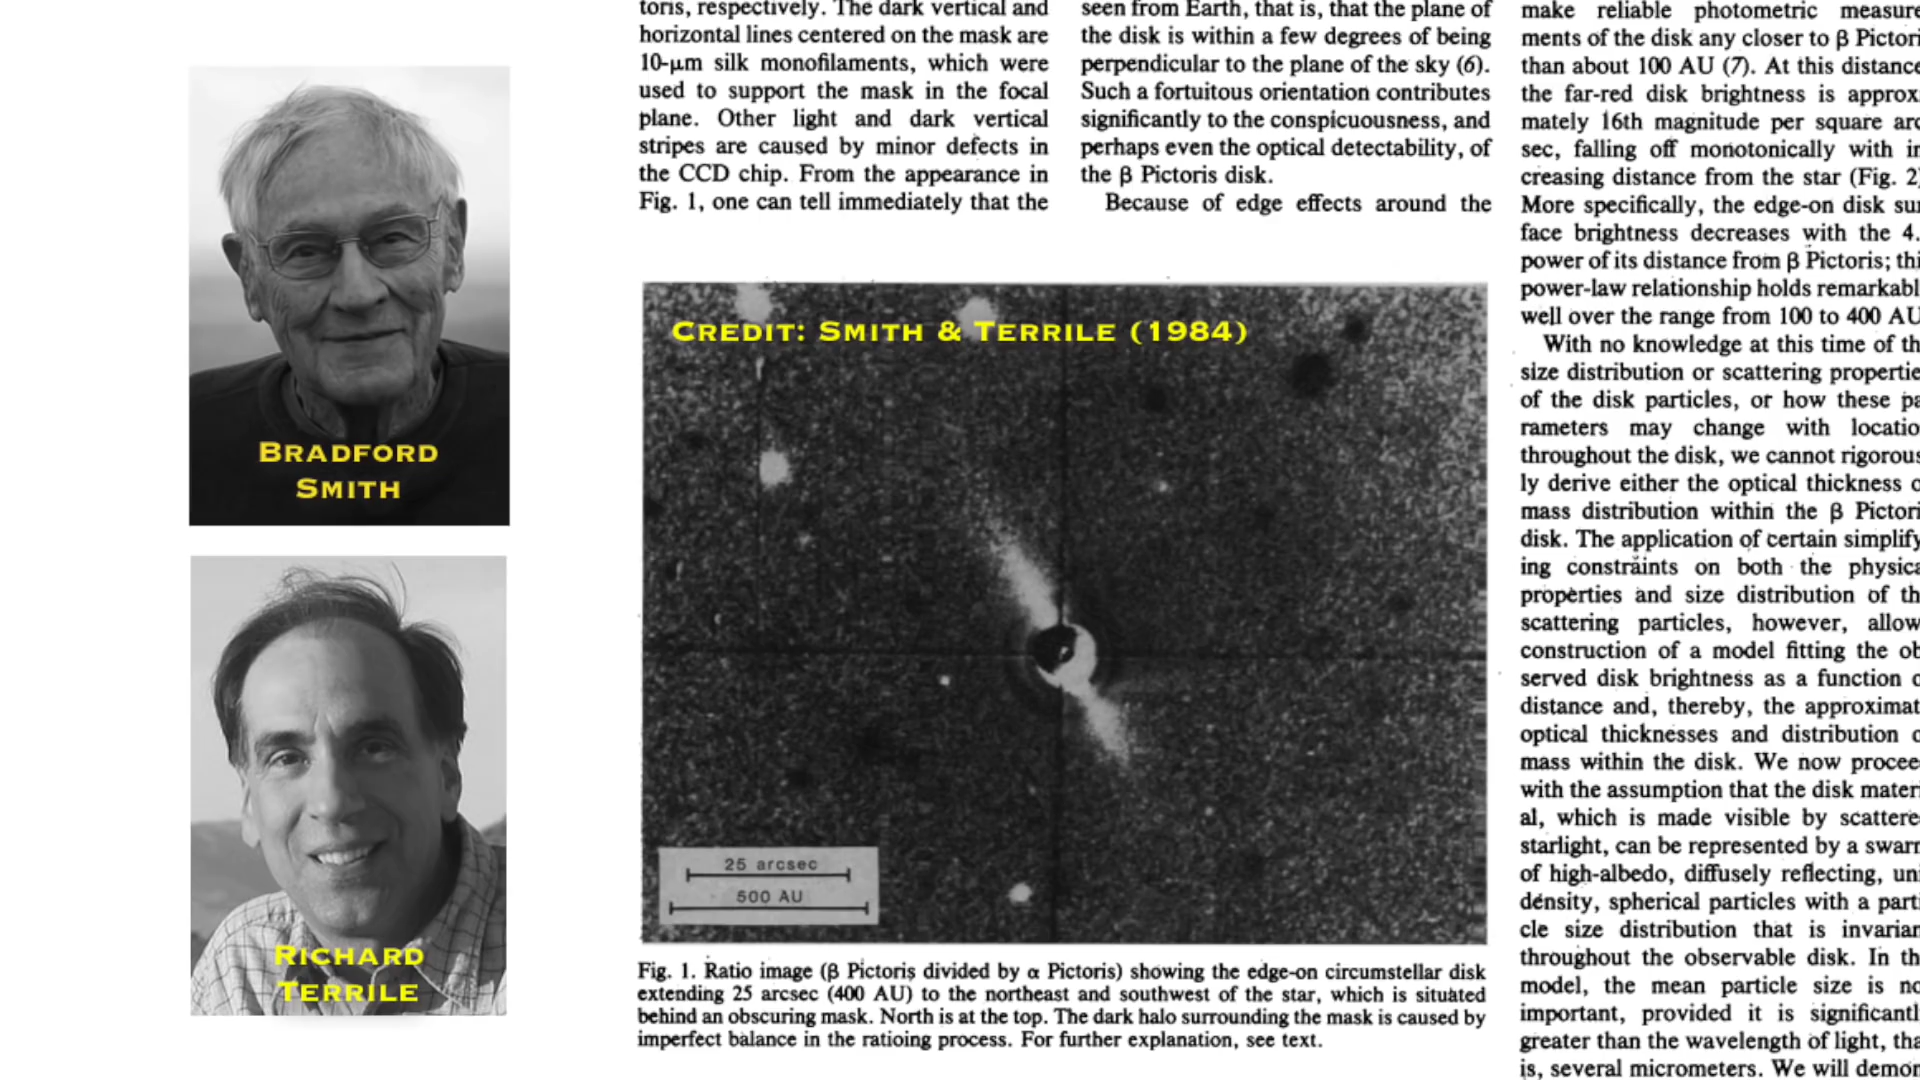 BRADFORD
SMITH
RICHARD
TERRILE
toris, respectively. The dark vertical and
horizontal lines centered on the mask are
10-μm silk monofilaments, which were
used to support the mask in the focal
plane. Other light and dark vertical
stripes are caused by minor defects in
the CCD chip. From the appearance in
Fig. 1, one can tell immediately that the
seen from Earth, that is, that the plane of
the disk is within a few degrees of being
perpendicular to the plane of the sky (6).
Such a fortuitous orientation contributes
significantly to the conspicuousness, and
perhaps even the optical detectability, of
the β Pictoris disk.
Because of edge effects around the
CREDIT: SMITH & TERRILE (1984)
25 arcsec
500 AU
Fig. 1. Ratio image (β Pictoris divided by α Pictoris) showing the edge-on circumstellar disk
extending 25 arcsec (400 AU) to the northeast and southwest of the star, which is situated
behind an obscuring mask. North is at the top. The dark halo surrounding the mask is caused by
imperfect balance in the ratioing process. For further explanation, see text.
make reliable photometric measure
ments of the disk any closer to β Pictori
than about 100 AU (7). At this distance
the far-red disk brightness is approx
mately 16th magnitude per square arc
sec, falling off monotonically with in
creasing distance from the star (Fig. 2
More specifically, the edge-on disk sur
face brightness decreases with the 4.
power of its distance from β Pictoris; thi
power-law relationship holds remarkabl
well over the range from 100 to 400 AU
With no knowledge at this time of th
size distribution or scattering propertie
of the disk particles, or how these pa
rameters may change with locatio
throughout the disk, we cannot rigorous
ly derive either the optical thickness o
mass distribution within the β Pictori
disk. The application of certain simplify
ing constraints on both the physica
properties and size distribution of th
scattering particles, however, allow
construction of a model fitting the ob
served disk brightness as a function o
distance and, thereby, the approximat
optical thicknesses and distribution o
mass within the disk. We now procee
with the assumption that the disk materi
al, which is made visible by scattere
starlight, can be represented by a swarm
of high-albedo, diffusely reflecting, uni
density, spherical particles with a parti
cle size distribution that is invarian
throughout the observable disk. In th
model, the mean particle size is no
important, provided it is significantl
greater than the wavelength of light, tha
is, several micrometers. We will demon